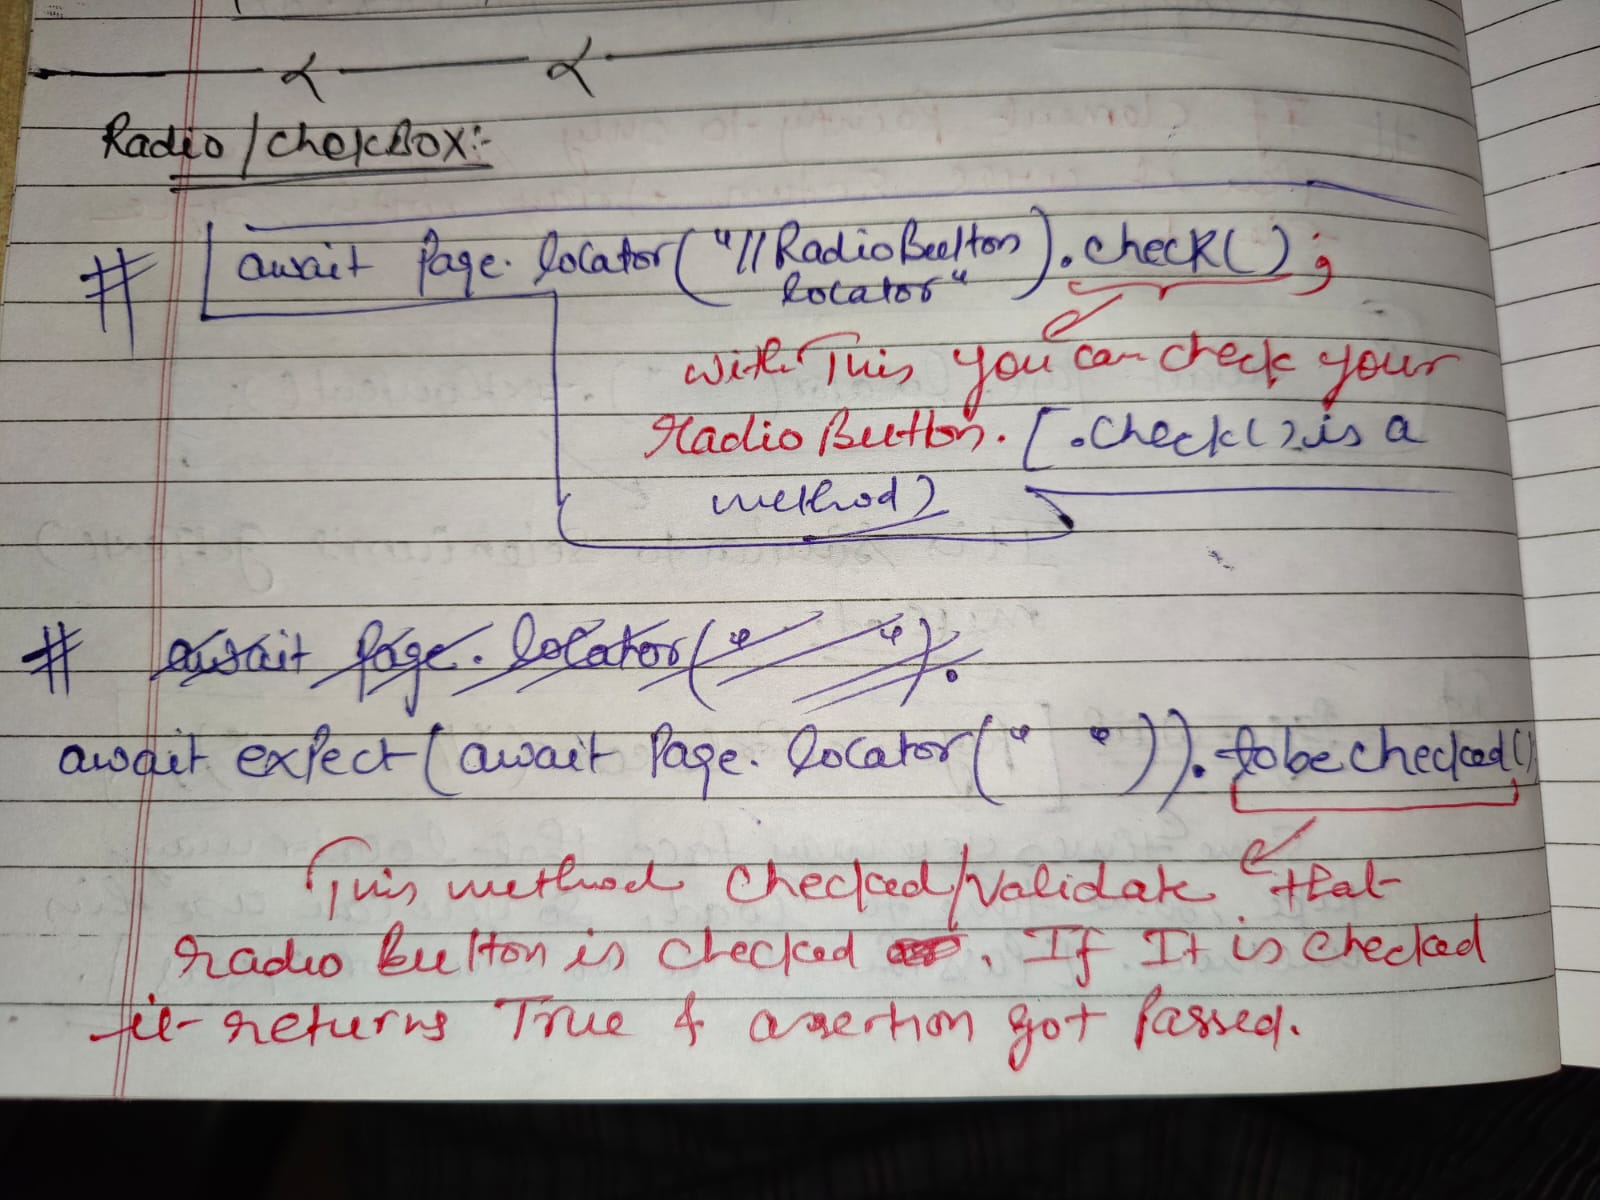 Radio/chekBox:-
# await Page.locator("//RadioButton locator").check();
with This you can check your
Radio Button. [.check() is a
method]
# await Page.locator(" ").
await expect(await Page.locator(" ")).tobechecked()
This method checked/validate that
radio Button is checked. If It is checked
it returns True & assertion got Passed.